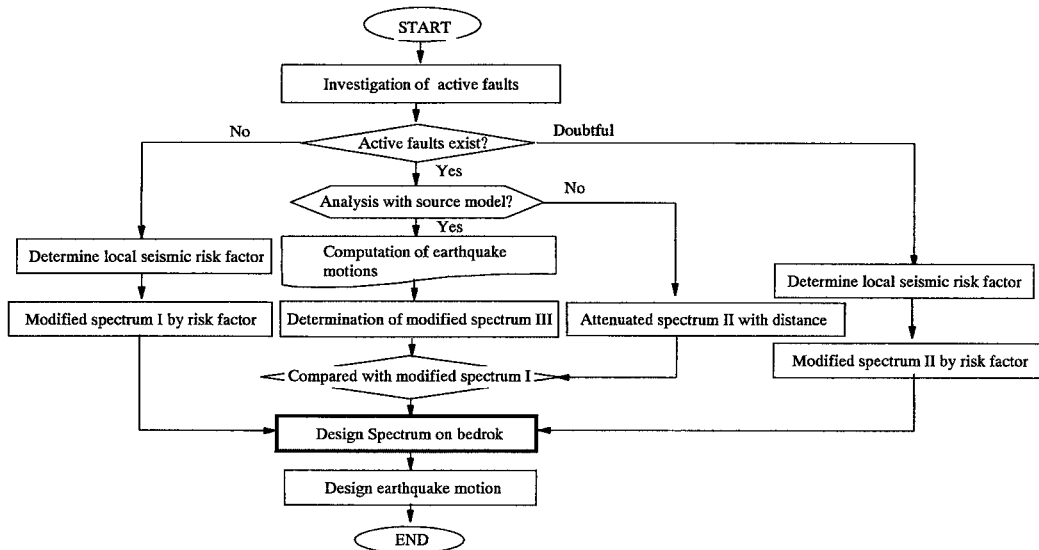 START
Investigation of active faults
No
Active faults exist?
Doubtful
Yes
Analysis with source model?
No
Yes
Determine local seismic risk factor
Computation of earthquake
motions
Determine local seismic risk factor
Modified spectrum I by risk factor
Determination of modified spectrum III
Attenuated spectrum II with distance
Modified spectrum II by risk factor
Compared with modified spectrum I
Design Spectrum on bedrok
Design earthquake motion
END